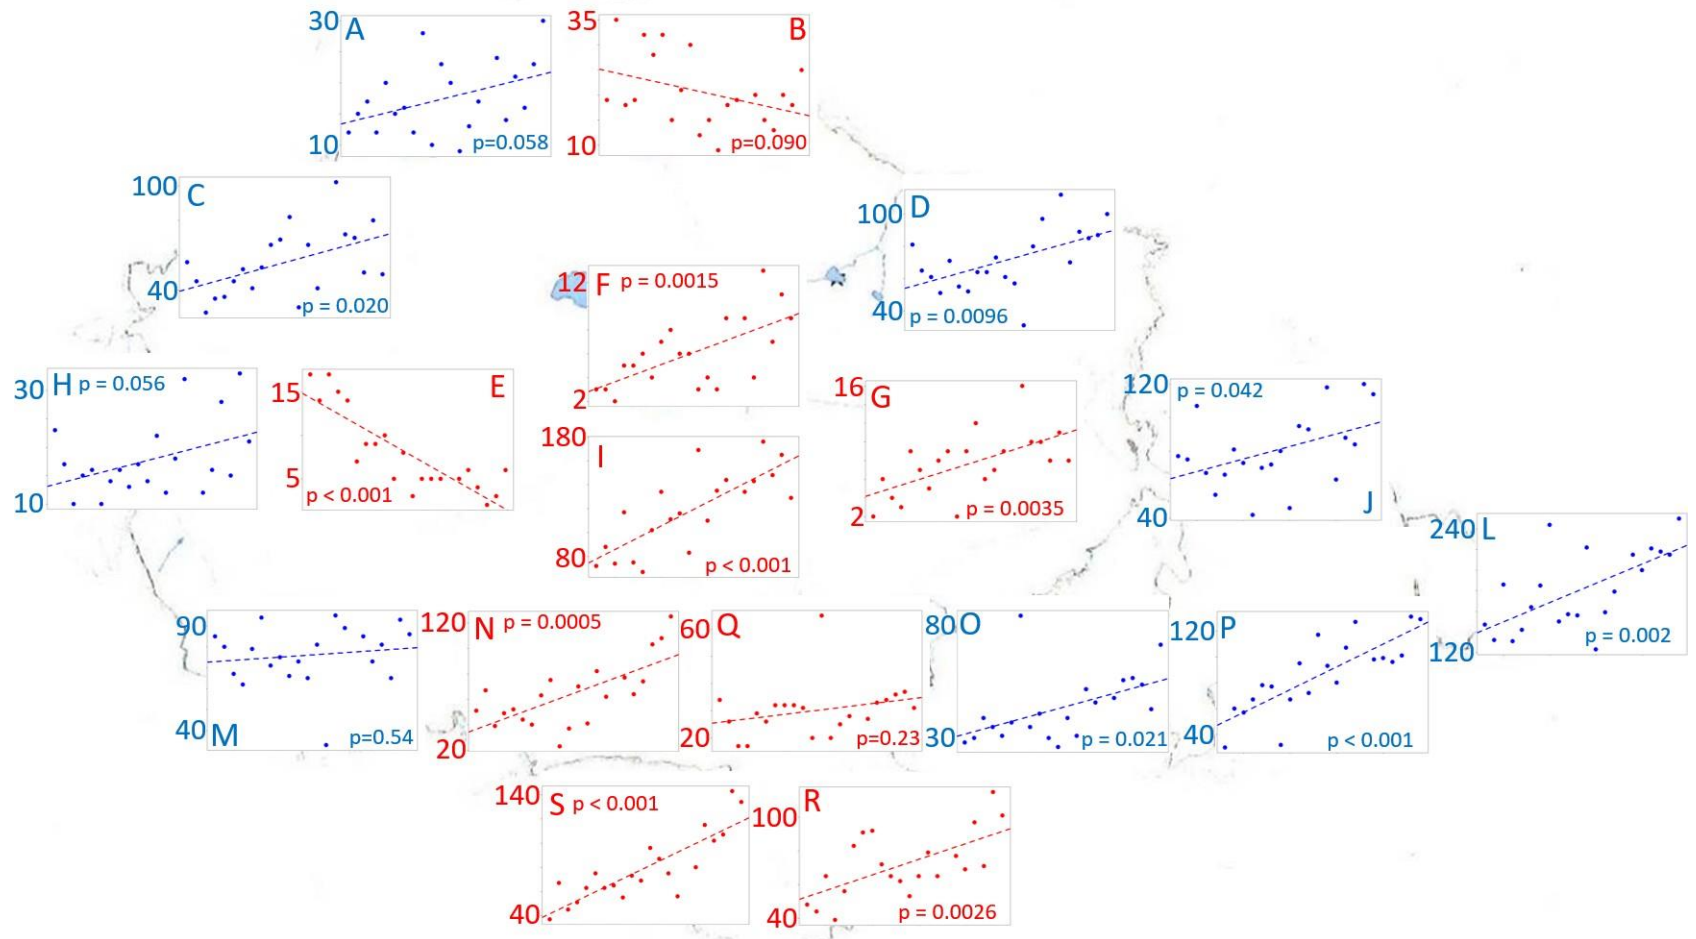 30 A
10
p=0.058
35 B
10
p=0.090
100 C
40
p = 0.020
100 D
40
p = 0.0096
12 F p = 0.0015
2
30 H p = 0.056
10
15 E
5
p < 0.001
16 G
2
p = 0.0035
120 p = 0.042
40 J
180 I
80
p < 0.001
240 L
120
p = 0.002
90
40 M
p=0.54
120 N p = 0.0005
20
60 Q
20
p=0.23
80 O
30
p = 0.021
120 P
40
p < 0.001
140 S p < 0.001
40
100 R
40
p = 0.0026